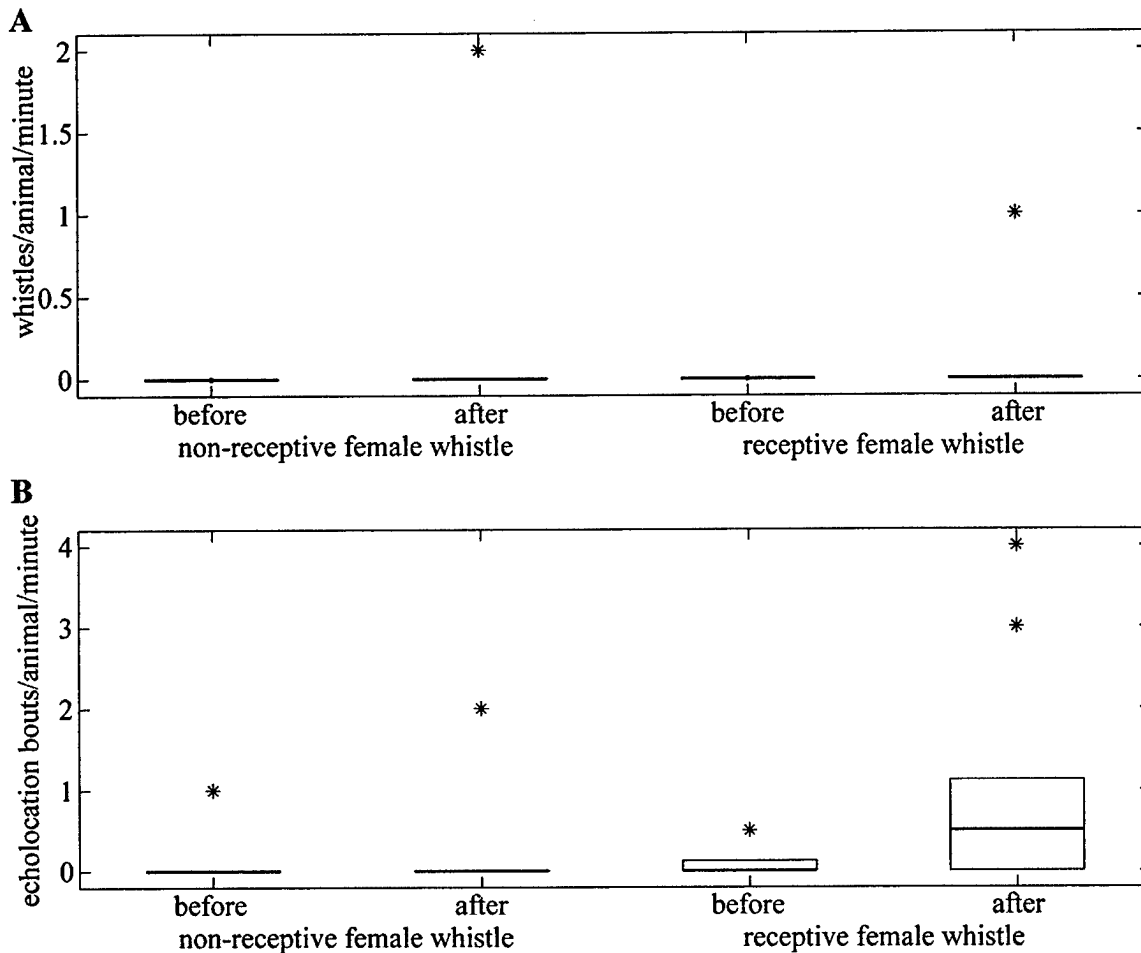 A
whistles/animal/minute
2
1.5
1
0.5
0
before after before after
non-receptive female whistle receptive female whistle
B
echolocation bouts/animal/minute
4
3
2
1
0
before after before after
non-receptive female whistle receptive female whistle